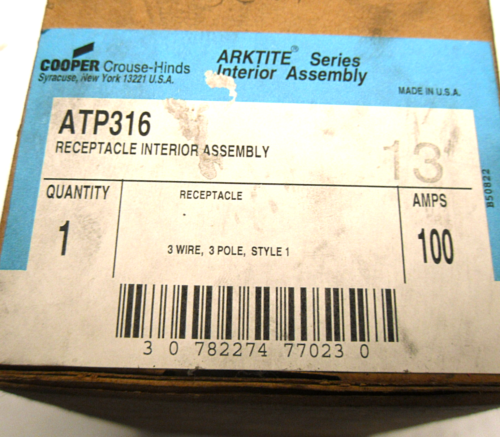 COOPER Crouse-Hinds
Syracuse, New York 13221 U.S.A.
ARKTITE® Series
Interior Assembly
MADE IN U.S.A.
ATP316
RECEPTACLE INTERIOR ASSEMBLY
13
B50822
QUANTITY
1
RECEPTACLE
3 WIRE, 3 POLE, STYLE 1
AMPS
100
3 0 782274 77023 0